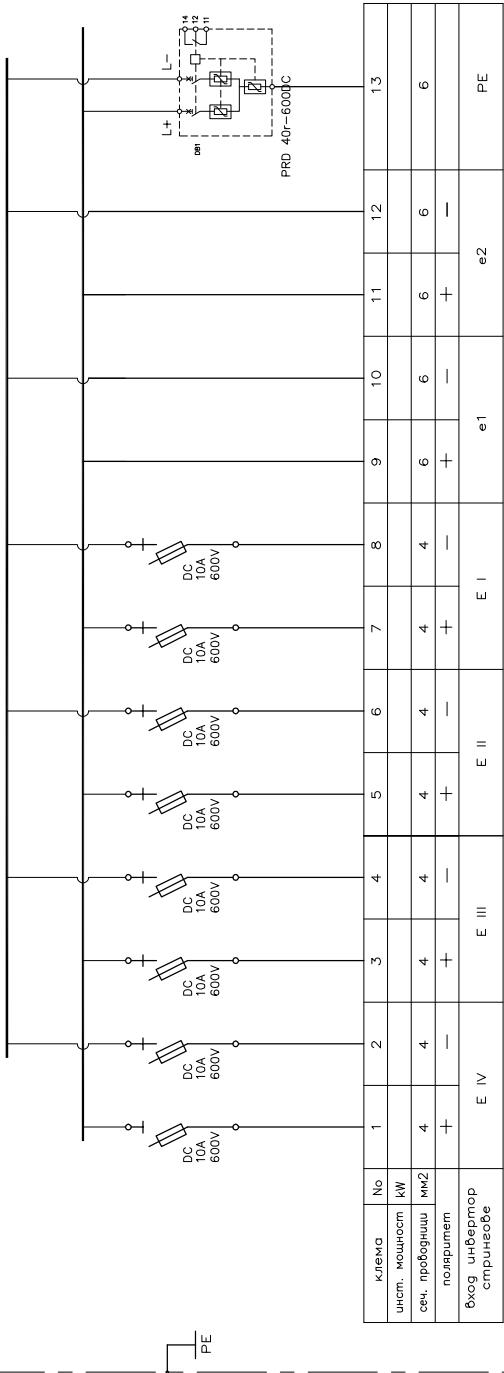 14 12 11
L+ L-
DB1
PRD 40r-600DC
DC 10A 600V
DC 10A 600V
DC 10A 600V
DC 10A 600V
DC 10A 600V
DC 10A 600V
DC 10A 600V
DC 10A 600V
PE
клема No 1 2 3 4 5 6 7 8 9 10 11 12 13
инст. мощност kW
сеч. проводници мм2 4 4 4 4 4 4 4 4 6 6 6 6 6
поляритет + − + − + − + − + − + −
вход инвертор
стрингове E IV E III E II E I e1 e2 PE